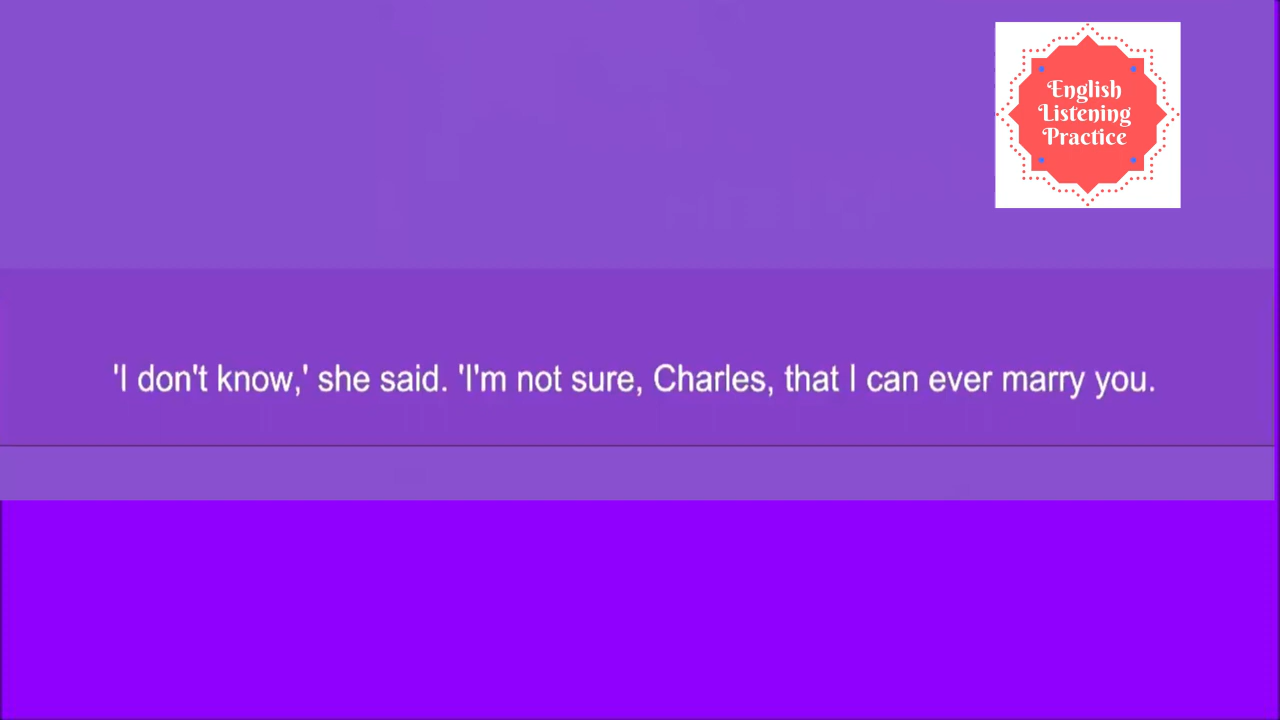 English
Listening
Practice
'I don't know,' she said. 'I'm not sure, Charles, that I can ever marry you.